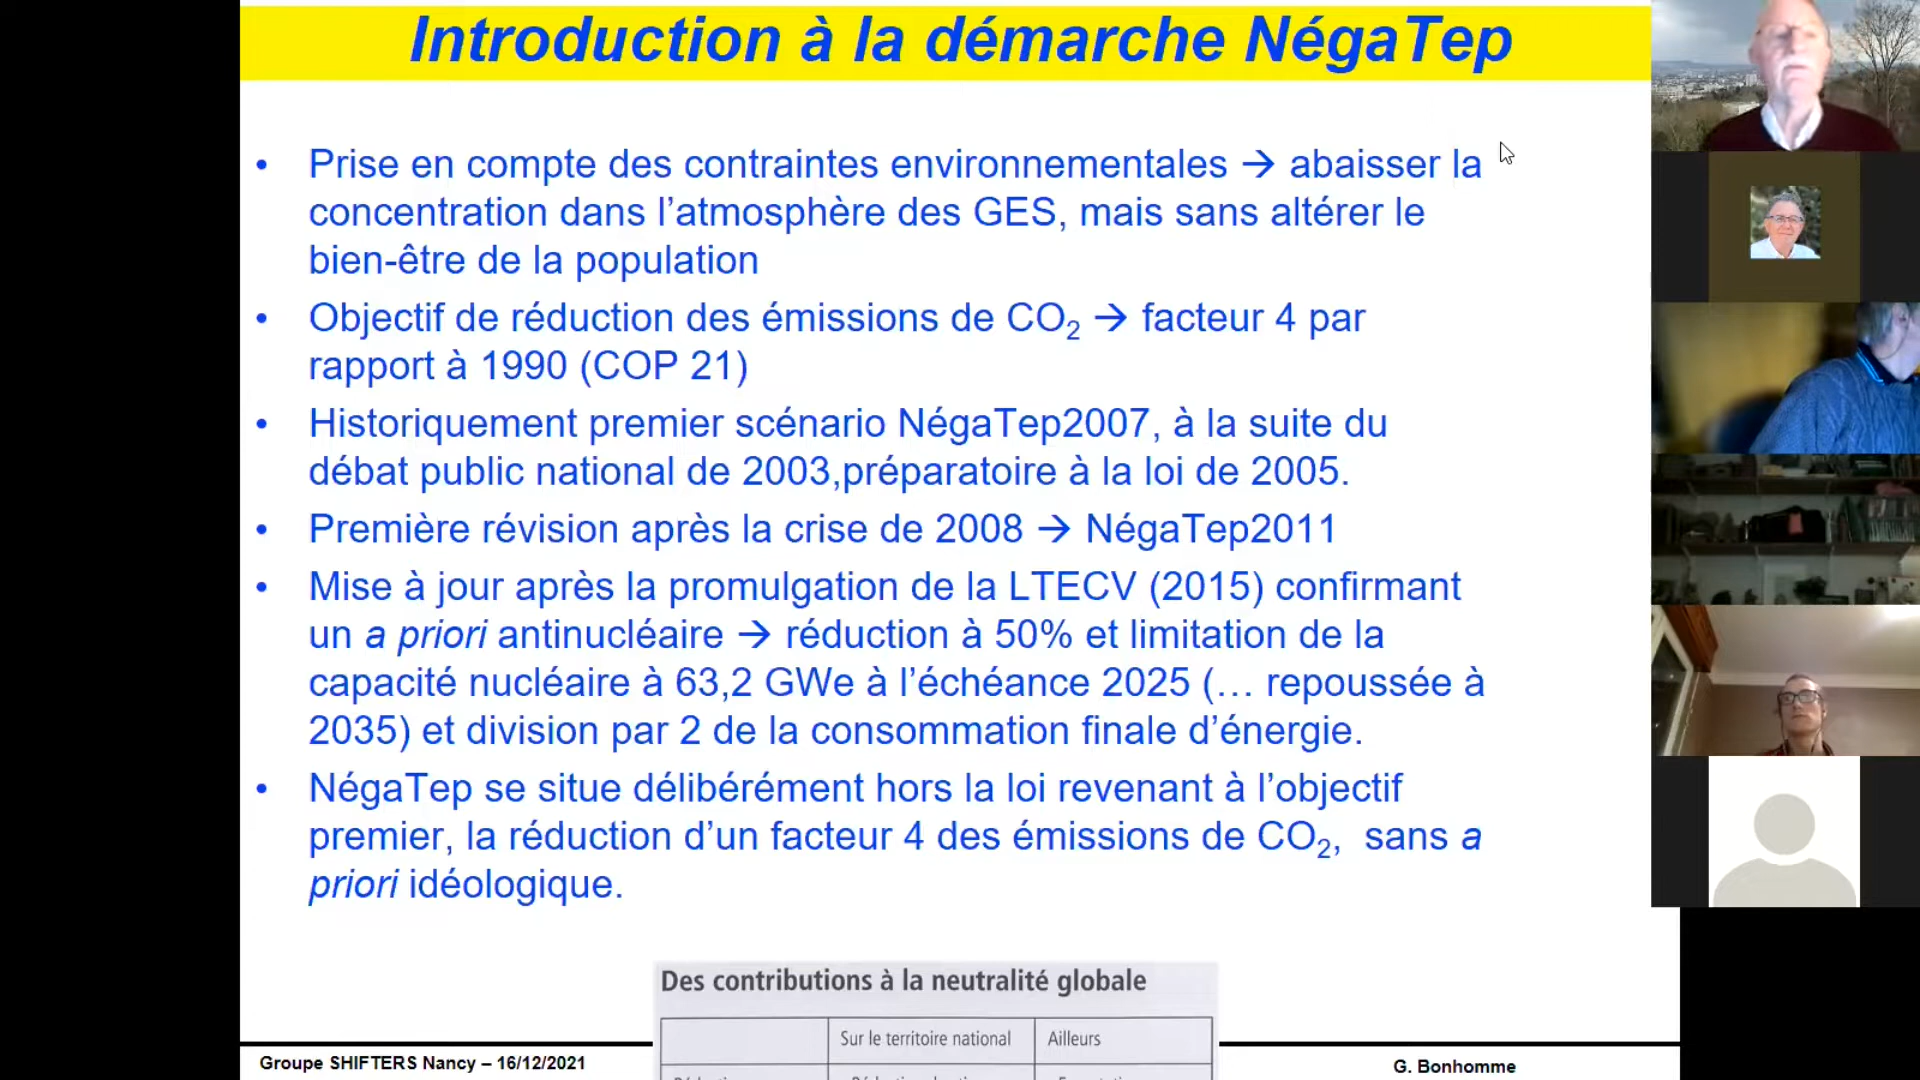 Introduction à la démarche NégaTep
• Prise en compte des contraintes environnementales → abaisser la
concentration dans l’atmosphère des GES, mais sans altérer le
bien-être de la population
• Objectif de réduction des émissions de CO₂ → facteur 4 par
rapport à 1990 (COP 21)
• Historiquement premier scénario NégaTep2007, à la suite du
débat public national de 2003,préparatoire à la loi de 2005.
• Première révision après la crise de 2008 → NégaTep2011
• Mise à jour après la promulgation de la LTECV (2015) confirmant
un a priori antinucléaire → réduction à 50% et limitation de la
capacité nucléaire à 63,2 GWe à l’échéance 2025 (… repoussée à
2035) et division par 2 de la consommation finale d’énergie.
• NégaTep se situe délibérément hors la loi revenant à l’objectif
premier, la réduction d’un facteur 4 des émissions de CO₂, sans a
priori idéologique.
Des contributions à la neutralité globale
Sur le territoire national Ailleurs
Groupe SHIFTERS Nancy – 16/12/2021
G. Bonhomme